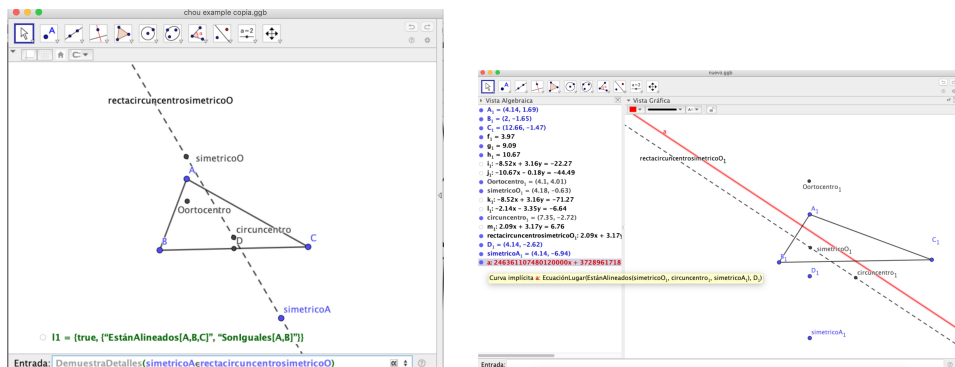 chou example copia.ggb
a=2
rectacircuncentrosimetricoO
simetricoO
A
Oortocentro
circuncentro
B
D
C
simetricoA
l1 = {true, {“EstánAlineados[A,B,C]”, “SonIguales[A,B]”}}
Entrada: DemuestraDetalles(simetricoA∈rectacircuncentrosimetricoO)
α
nuevo.ggb
a=2
Vista Algebraica
Vista Gráfica
A₁ = (4.14, 1.69)
B₁ = (2, -1.65)
C₁ = (12.66, -1.47)
f₁ = 3.97
g₁ = 9.09
h₁ = 10.67
i₁: -8.52x + 3.16y = -22.27
j₁: -10.67x - 0.18y = -44.49
Oortocentro₁ = (4.1, 4.01)
simetricoO₁ = (4.18, -0.63)
k₁: -8.52x + 3.16y = -71.27
l₁: -2.14x - 3.35y = -6.64
circuncentro₁ = (7.35, -2.72)
m₁: 2.09x + 3.17y = 6.76
rectacircuncentrosimetricoO₁: 2.09x + 3.17y
D₁ = (4.14, -2.62)
simetricoA₁ = (4.14, -6.94)
a: 246361107480120000x + 3728961718
Curva implícita a: EcuaciónLugar(EstánAlineados(simetricoO₁, circuncentro₁, simetricoA₁), D₁)
a
rectacircuncentrosimetricoO₁
Oortocentro₁
A₁
C₁
simetricoO₁
B₁
D₁
circuncentro₁
simetricoA₁
Entrada: